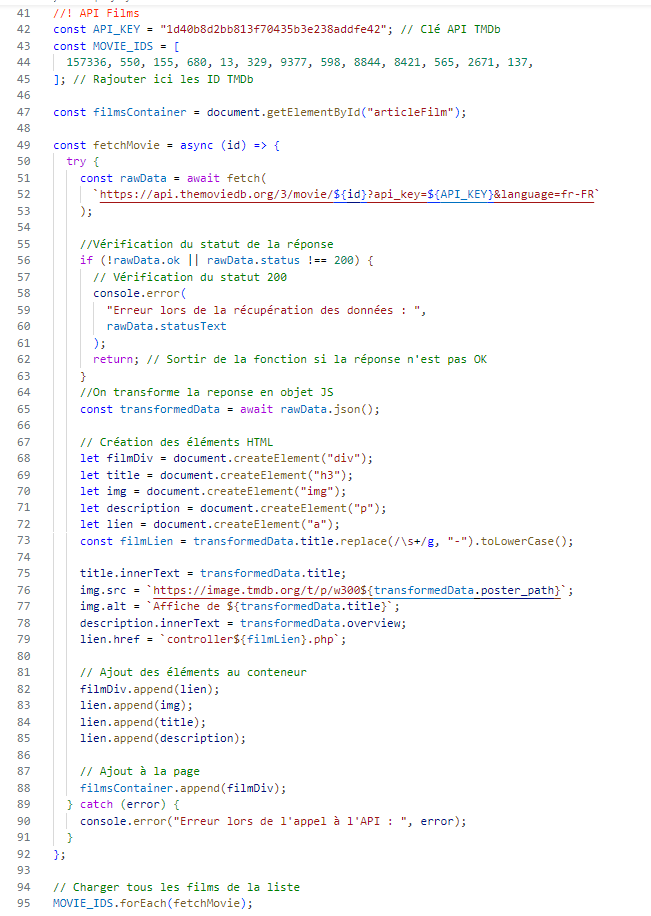 41 //! API Films
42 const API_KEY = "1d40b8d2bb813f70435b3e238addfe42"; // Clé API TMDb
43 const MOVIE_IDS = [
44 157336, 550, 155, 680, 13, 329, 9377, 598, 8844, 8421, 565, 2671, 137,
45 ]; // Rajouter ici les ID TMDb
46
47 const filmsContainer = document.getElementById("articleFilm");
48
49 const fetchMovie = async (id) => {
50 try {
51 const rawData = await fetch(
52 `https://api.themoviedb.org/3/movie/${id}?api_key=${API_KEY}&language=fr-FR`
53 );
54
55 //Vérification du statut de la réponse
56 if (!rawData.ok || rawData.status !== 200) {
57 // Vérification du statut 200
58 console.error(
59 "Erreur lors de la récupération des données : ",
60 rawData.statusText
61 );
62 return; // Sortir de la fonction si la réponse n'est pas OK
63 }
64 //On transforme la reponse en objet JS
65 const transformedData = await rawData.json();
66
67 // Création des éléments HTML
68 let filmDiv = document.createElement("div");
69 let title = document.createElement("h3");
70 let img = document.createElement("img");
71 let description = document.createElement("p");
72 let lien = document.createElement("a");
73 const filmLien = transformedData.title.replace(/\s+/g, "-").toLowerCase();
74
75 title.innerText = transformedData.title;
76 img.src = `https://image.tmdb.org/t/p/w300${transformedData.poster_path}`;
77 img.alt = `Affiche de ${transformedData.title}`;
78 description.innerText = transformedData.overview;
79 lien.href = `controller${filmLien}.php`;
80
81 // Ajout des éléments au conteneur
82 filmDiv.append(lien);
83 lien.append(img);
84 lien.append(title);
85 lien.append(description);
86
87 // Ajout à la page
88 filmsContainer.append(filmDiv);
89 } catch (error) {
90 console.error("Erreur lors de l'appel à l'API : ", error);
91 }
92 };
93
94 // Charger tous les films de la liste
95 MOVIE_IDS.forEach(fetchMovie);